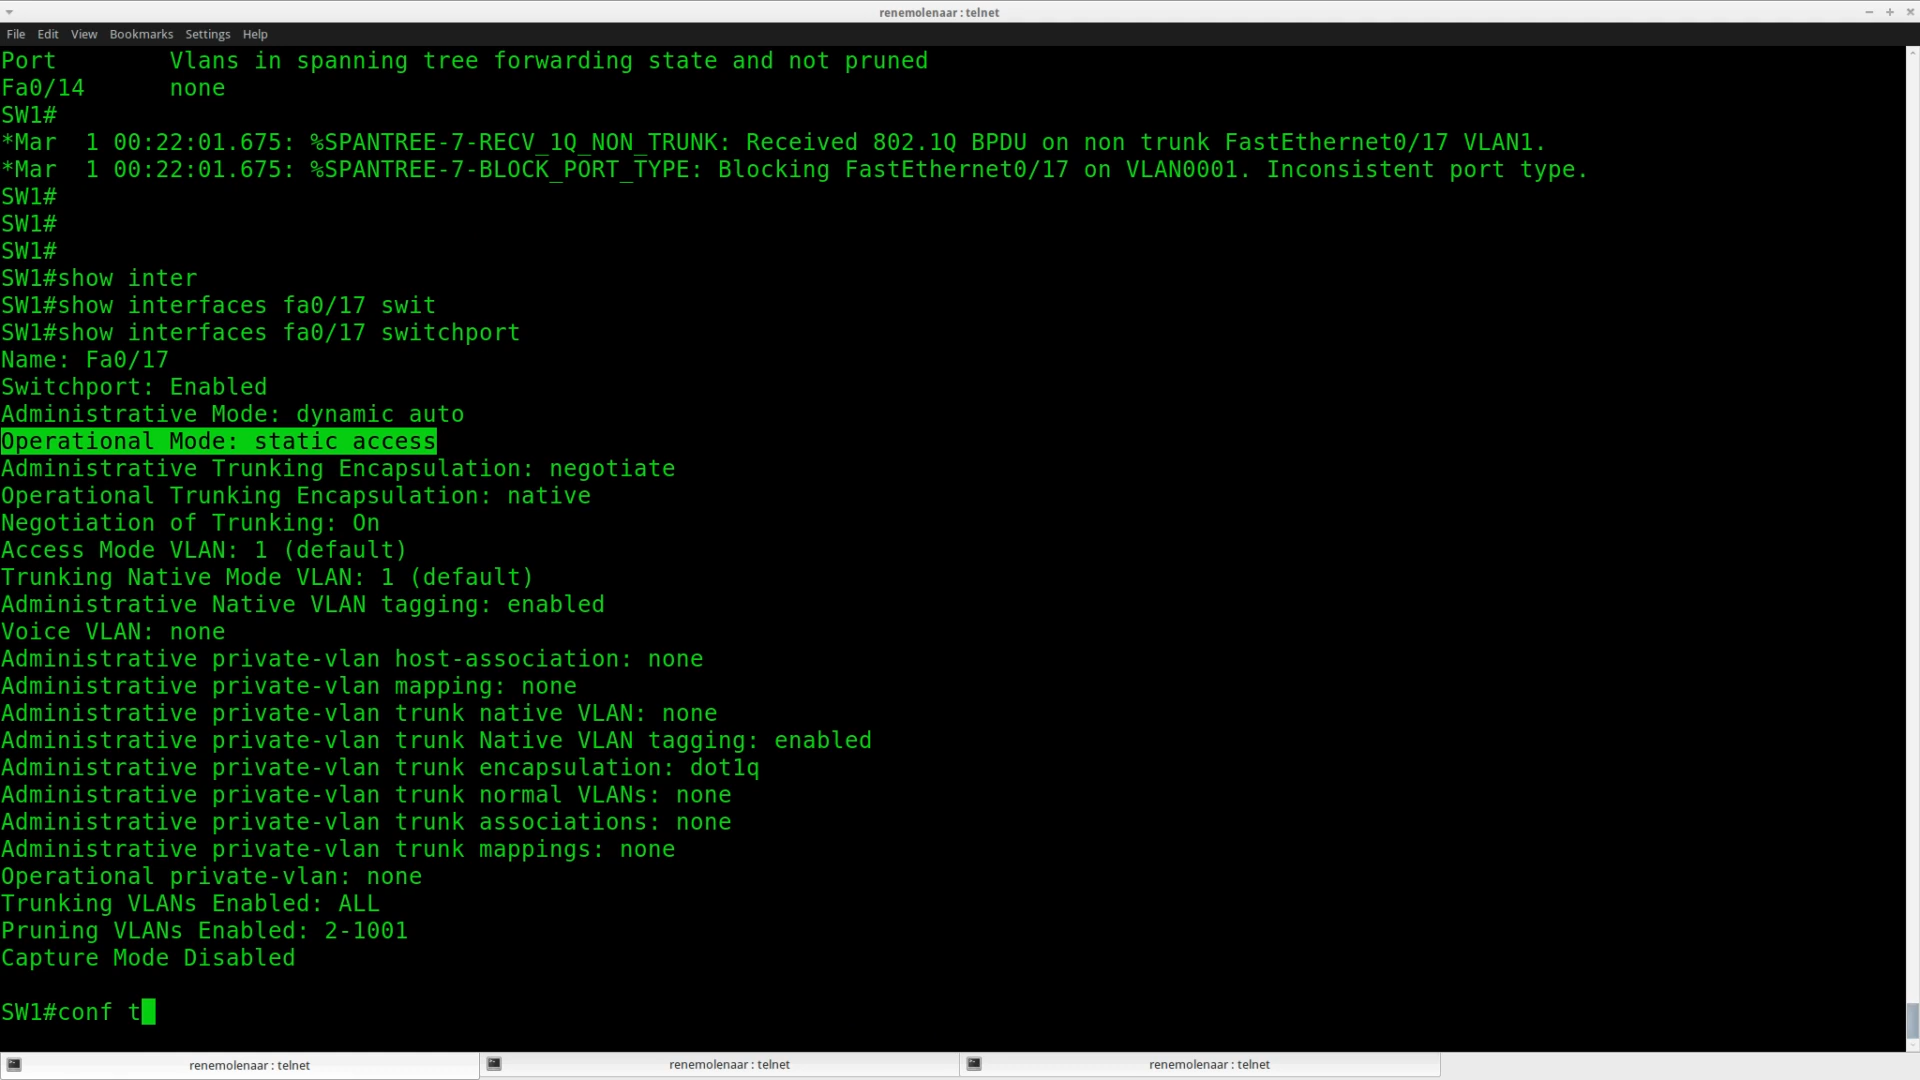 renemolenaar : telnet
File Edit View Bookmarks Settings Help
Port        Vlans in spanning tree forwarding state and not pruned
Fa0/14      none
SW1#
*Mar  1 00:22:01.675: %SPANTREE-7-RECV_1Q_NON_TRUNK: Received 802.1Q BPDU on non trunk FastEthernet0/17 VLAN1.
*Mar  1 00:22:01.675: %SPANTREE-7-BLOCK_PORT_TYPE: Blocking FastEthernet0/17 on VLAN0001. Inconsistent port type.
SW1#
SW1#
SW1#
SW1#show inter
SW1#show interfaces fa0/17 swit
SW1#show interfaces fa0/17 switchport
Name: Fa0/17
Switchport: Enabled
Administrative Mode: dynamic auto
Operational Mode: static access
Administrative Trunking Encapsulation: negotiate
Operational Trunking Encapsulation: native
Negotiation of Trunking: On
Access Mode VLAN: 1 (default)
Trunking Native Mode VLAN: 1 (default)
Administrative Native VLAN tagging: enabled
Voice VLAN: none
Administrative private-vlan host-association: none
Administrative private-vlan mapping: none
Administrative private-vlan trunk native VLAN: none
Administrative private-vlan trunk Native VLAN tagging: enabled
Administrative private-vlan trunk encapsulation: dot1q
Administrative private-vlan trunk normal VLANs: none
Administrative private-vlan trunk associations: none
Administrative private-vlan trunk mappings: none
Operational private-vlan: none
Trunking VLANs Enabled: ALL
Pruning VLANs Enabled: 2-1001
Capture Mode Disabled
SW1#conf t
renemolenaar : telnet renemolenaar : telnet renemolenaar : telnet